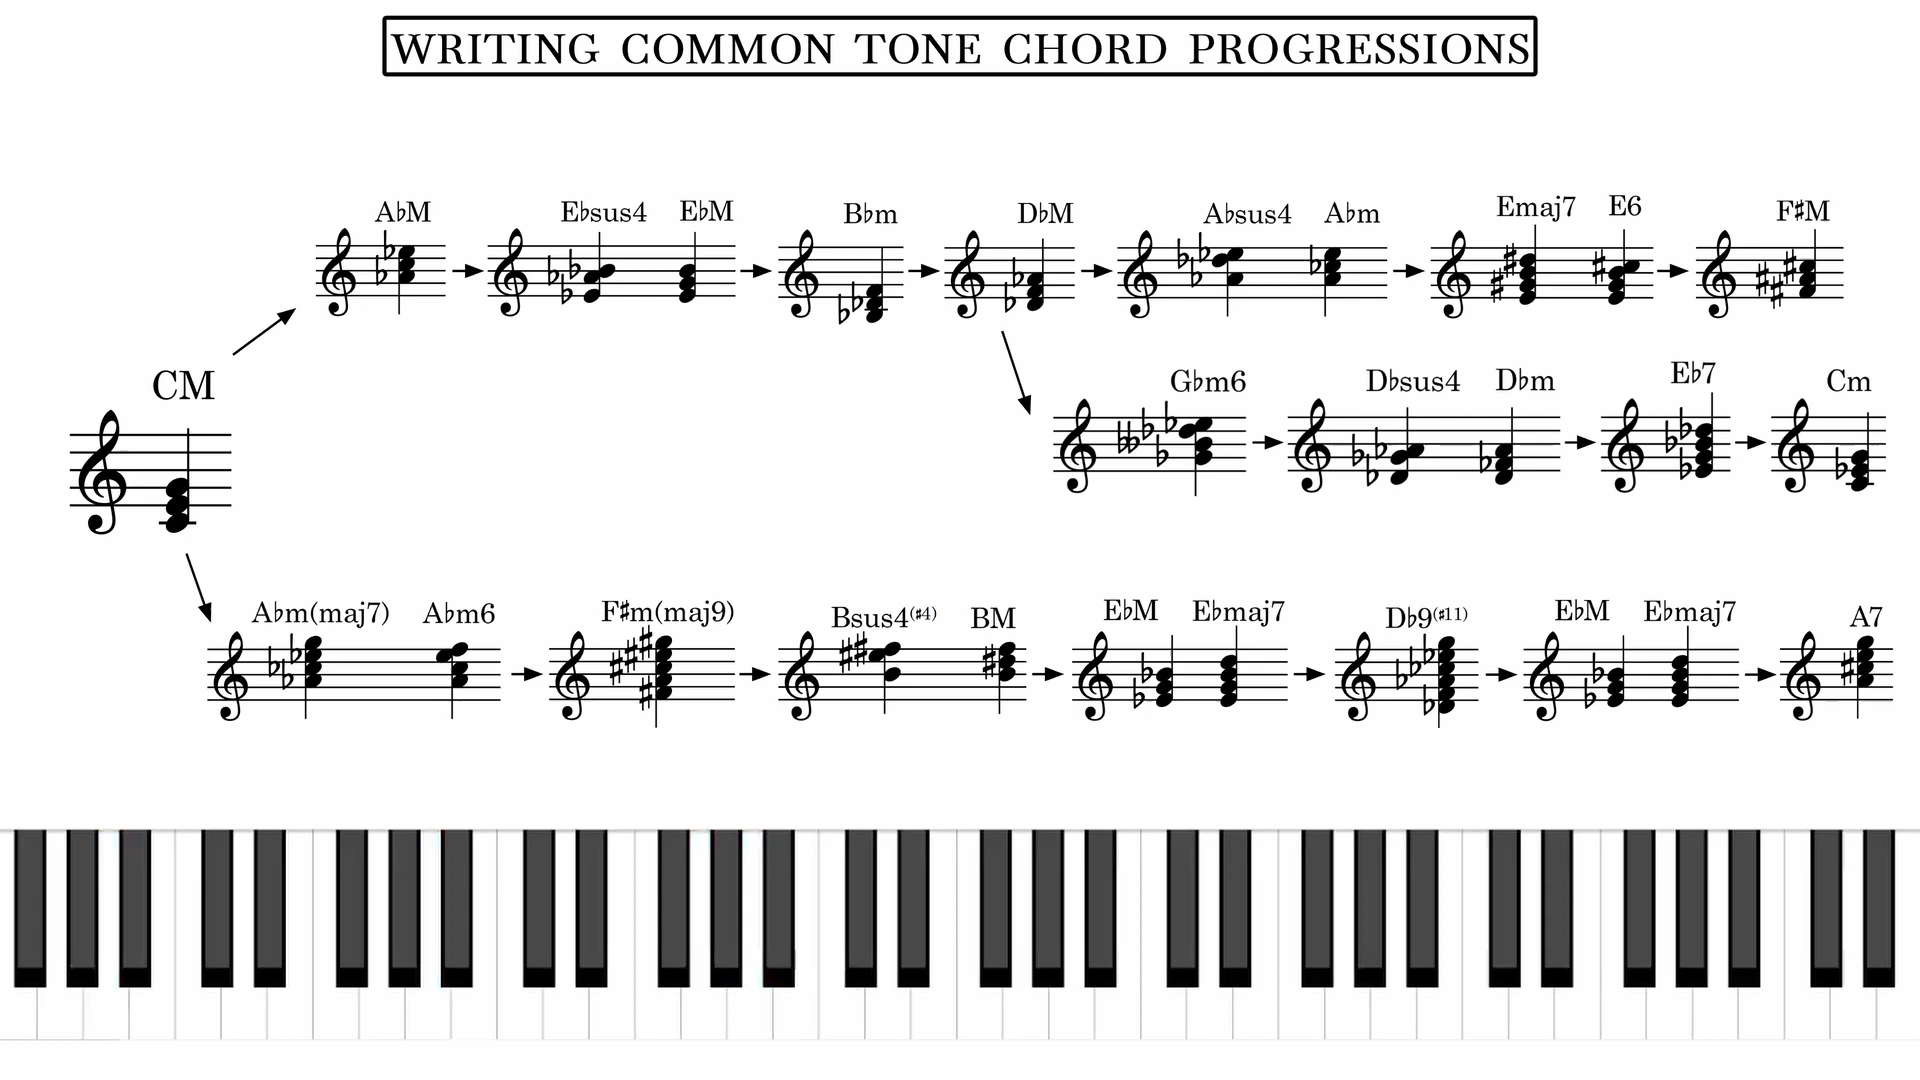 WRITING COMMON TONE CHORD PROGRESSIONS
A♭M E♭sus4 E♭M B♭m D♭M A♭sus4 A♭m Emaj7 E6 F♯M
CM
G♭m6 D♭sus4 D♭m E♭7 Cm
A♭m(maj7) A♭m6 F♯m(maj9) Bsus4(♯4) BM E♭M E♭maj7 D♭9(♯11) E♭M E♭maj7 A7